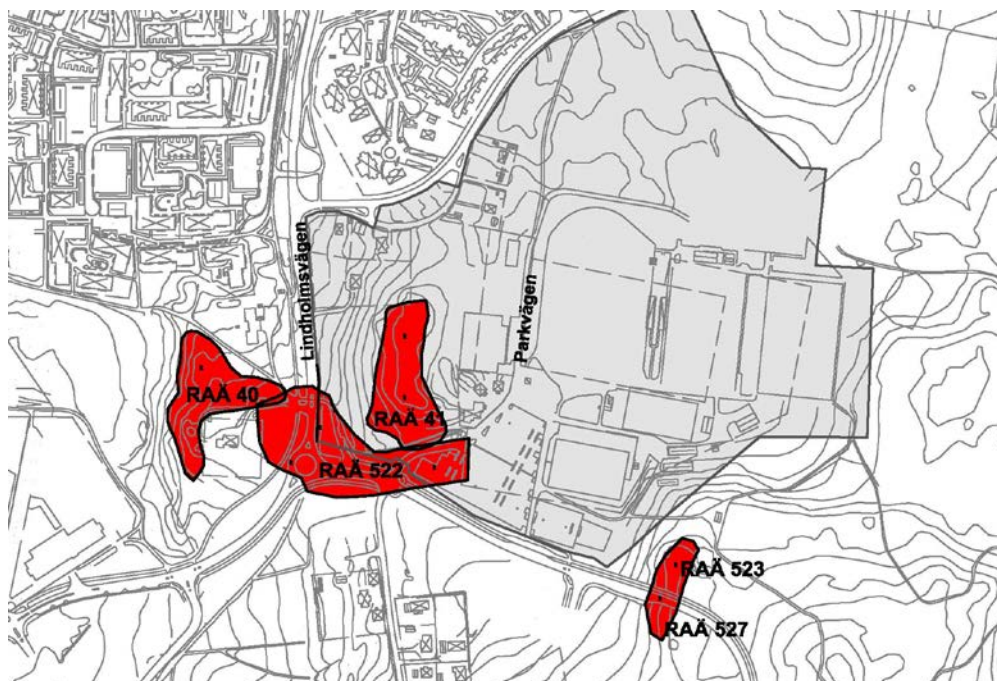 Lindholmsvägen
Parkvägen
RAÄ 40
RAÄ 41
RAÄ 522
RAÄ 523
RAÄ 527